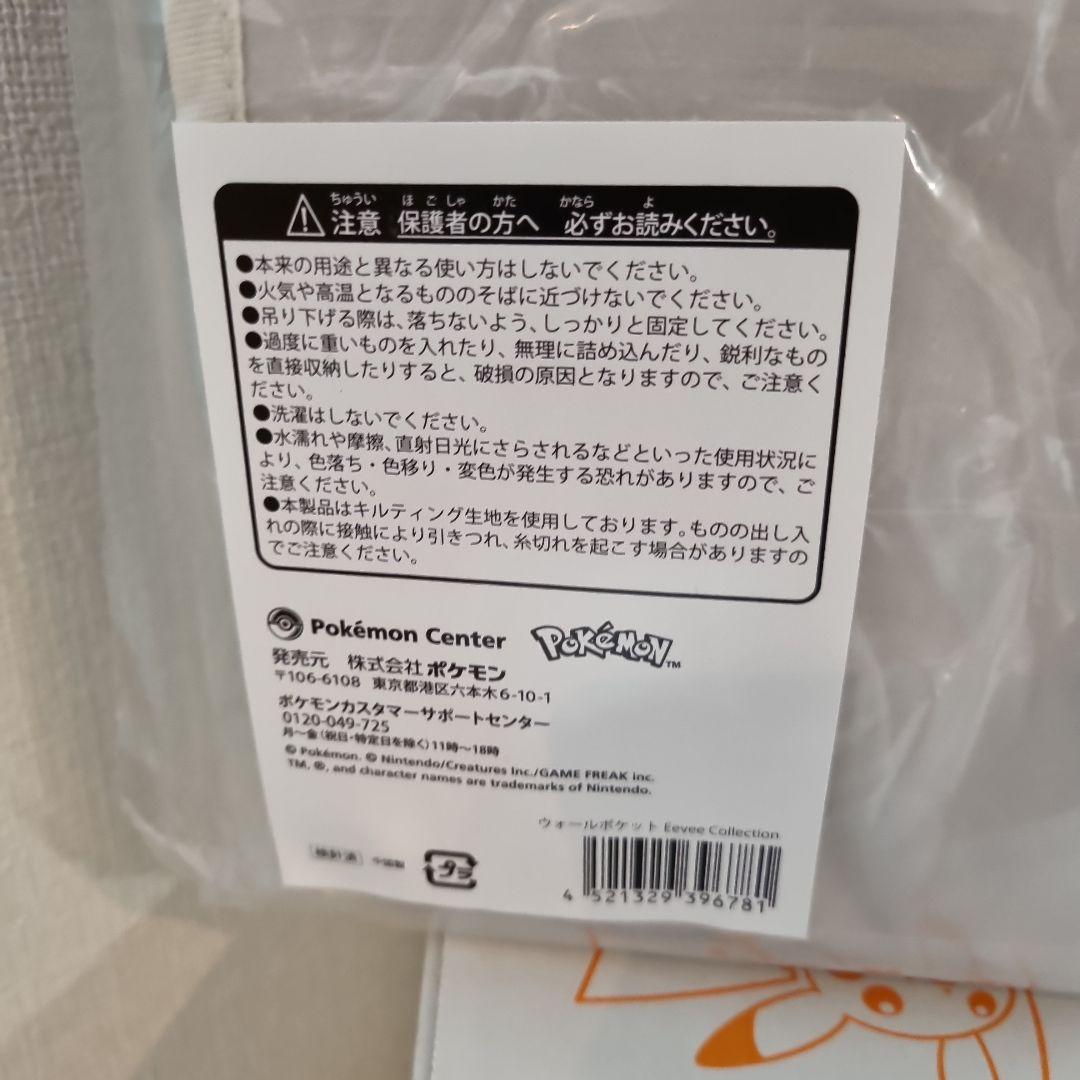 ちゅうい ほごしゃ かた かなら よ
注意 保護者の方へ 必ずお読みください。
●本来の用途と異なる使い方はしないでください。
●火気や高温となるもののそばに近づけないでください。
●吊り下げる際は、落ちないよう、しっかりと固定してください。
●過度に重いものを入れたり、無理に詰め込んだり、鋭利なもの
を直接収納したりすると、破損の原因となりますので、ご注意く
ださい。
●洗濯はしないでください。
●水濡れや摩擦、直射日光にさらされるなどといった使用状況に
より、色落ち・色移り・変色が発生する恐れがありますので、ご
注意ください。
●本製品はキルティング生地を使用しております。ものの出し入
れの際に接触により引きつれ、糸切れを起こす場合がありますの
でご注意ください。
Pokémon Center POKÉMON™
発売元 株式会社ポケモン
〒106-6108 東京都港区六本木6-10-1
ポケモンカスタマーサポートセンター
0120-049-725
月〜金（祝日・特定日を除く）11時〜18時
© Pokémon. © Nintendo/Creatures Inc./GAME FREAK inc.
TM, ®, and character names are trademarks of Nintendo.
ウォールポケット Eevee Collection
検針済 中国製 プラ
4 521329 396781